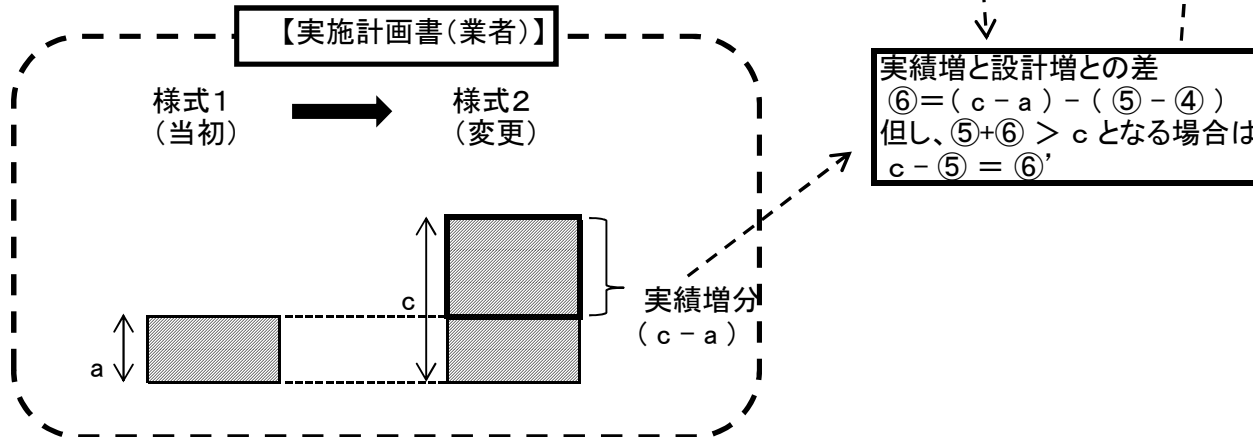 【実施計画書(業者)】
様式1
(当初)
様式2
(変更)
実績増と設計増との差
⑥=(c-a)-(⑤-④)
但し、⑤+⑥ > c となる場合は
c-⑤ = ⑥'
c
a
実績増分
(c-a)